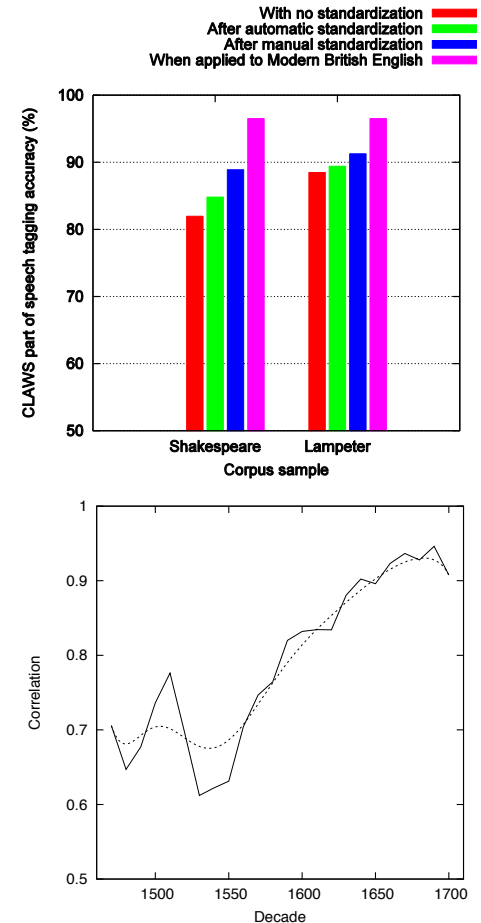 With no standardization
After automatic standardization
After manual standardization
When applied to Modern British English
CLAWS part of speech tagging accuracy (%)
100
90
80
70
60
50
Shakespeare Lampeter
Corpus sample
Correlation
1
0.9
0.8
0.7
0.6
0.5
1500 1550 1600 1650 1700
Decade